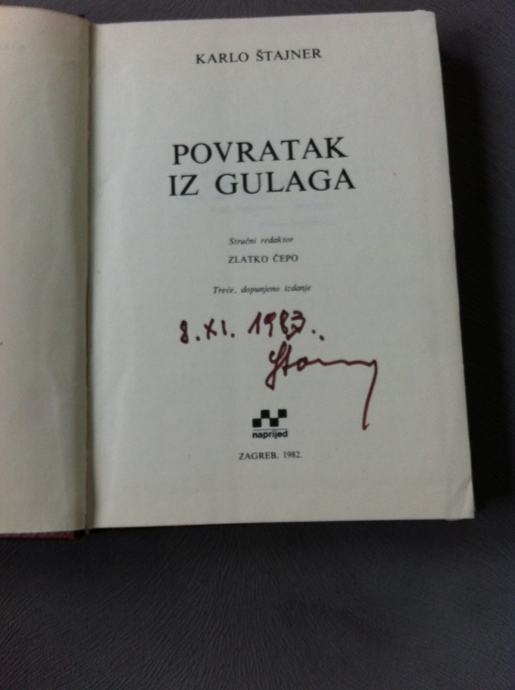 KARLO ŠTAJNER
POVRATAK
IZ GULAGA
Stručni redaktor
ZLATKO ČEPO
Treće, dopunjeno izdanje
8. XI. 1983.
naprijed
ZAGREB. 1982.